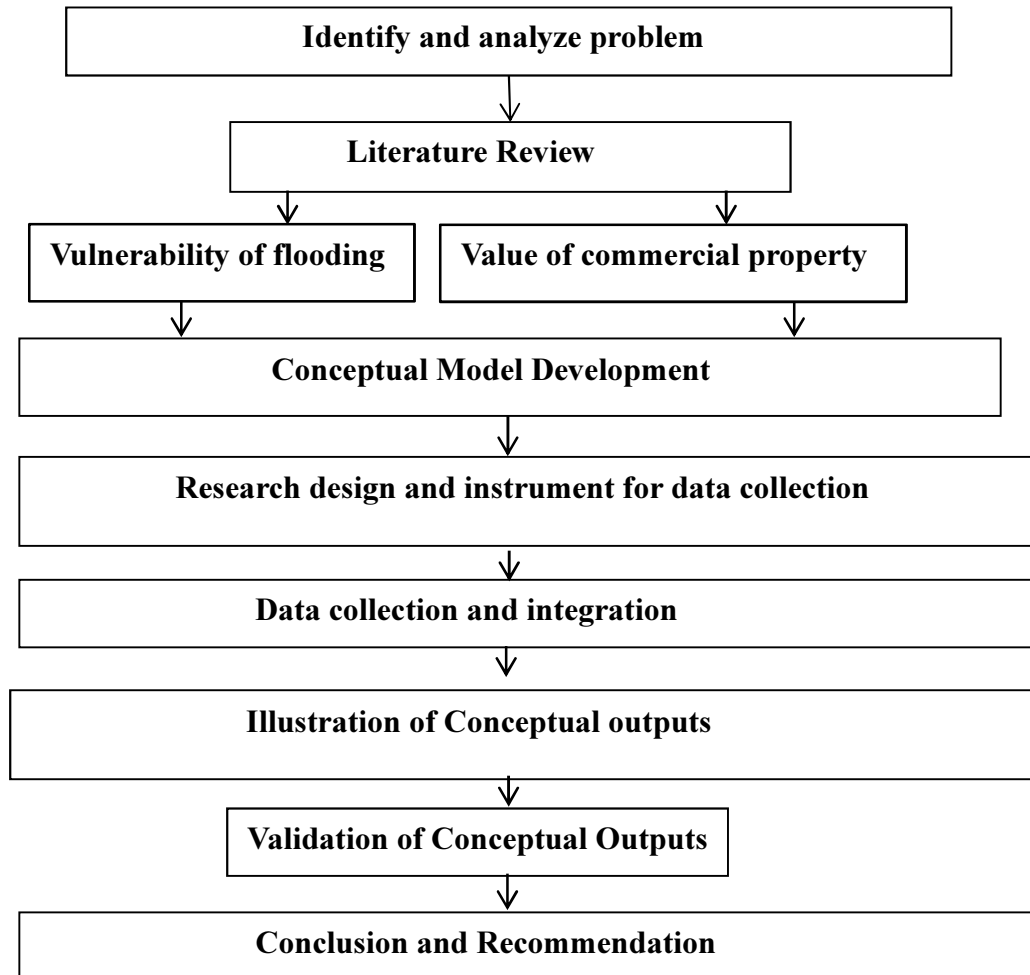 Identify and analyze problem
Literature Review
Vulnerability of flooding
Value of commercial property
Conceptual Model Development
Research design and instrument for data collection
Data collection and integration
Illustration of Conceptual outputs
Validation of Conceptual Outputs
Conclusion and Recommendation